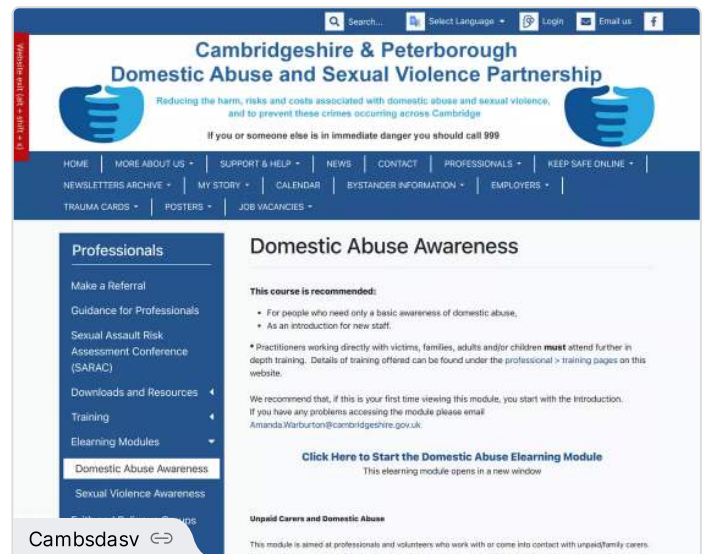 Search...
Select Language
Login
Email us
f
Website exit (alt + shift + x)
Cambridgeshire & Peterborough
Domestic Abuse and Sexual Violence Partnership
Reducing the harm, risks and costs associated with domestic abuse and sexual violence,
and to prevent these crimes occurring across Cambridge
If you or someone else is in immediate danger you should call 999
HOME
MORE ABOUT US
SUPPORT & HELP
NEWS
CONTACT
PROFESSIONALS
KEEP SAFE ONLINE
NEWSLETTERS ARCHIVE
MY STORY
CALENDAR
BYSTANDER INFORMATION
EMPLOYERS
TRAUMA CARDS
POSTERS
JOB VACANCIES
Professionals
Make a Referral
Guidance for Professionals
Sexual Assault Risk
Assessment Conference
(SARAC)
Downloads and Resources
Training
Elearning Modules
Domestic Abuse Awareness
Sexual Violence Awareness
Domestic Abuse Awareness
This course is recommended:
• For people who need only a basic awareness of domestic abuse,
• As an introduction for new staff.
* Practitioners working directly with victims, families, adults and/or children must attend further in
depth training. Details of training offered can be found under the professional > training pages on this
website.
We recommend that, if this is your first time viewing this module, you start with the Introduction.
If you have any problems accessing the module please email
Amanda.Warburton@cambridgeshire.gov.uk
Click Here to Start the Domestic Abuse Elearning Module
This elearning module opens in a new window
Unpaid Carers and Domestic Abuse
This module is aimed at professionals and volunteers who work with or come into contact with unpaid/family carers.
Cambsdasv